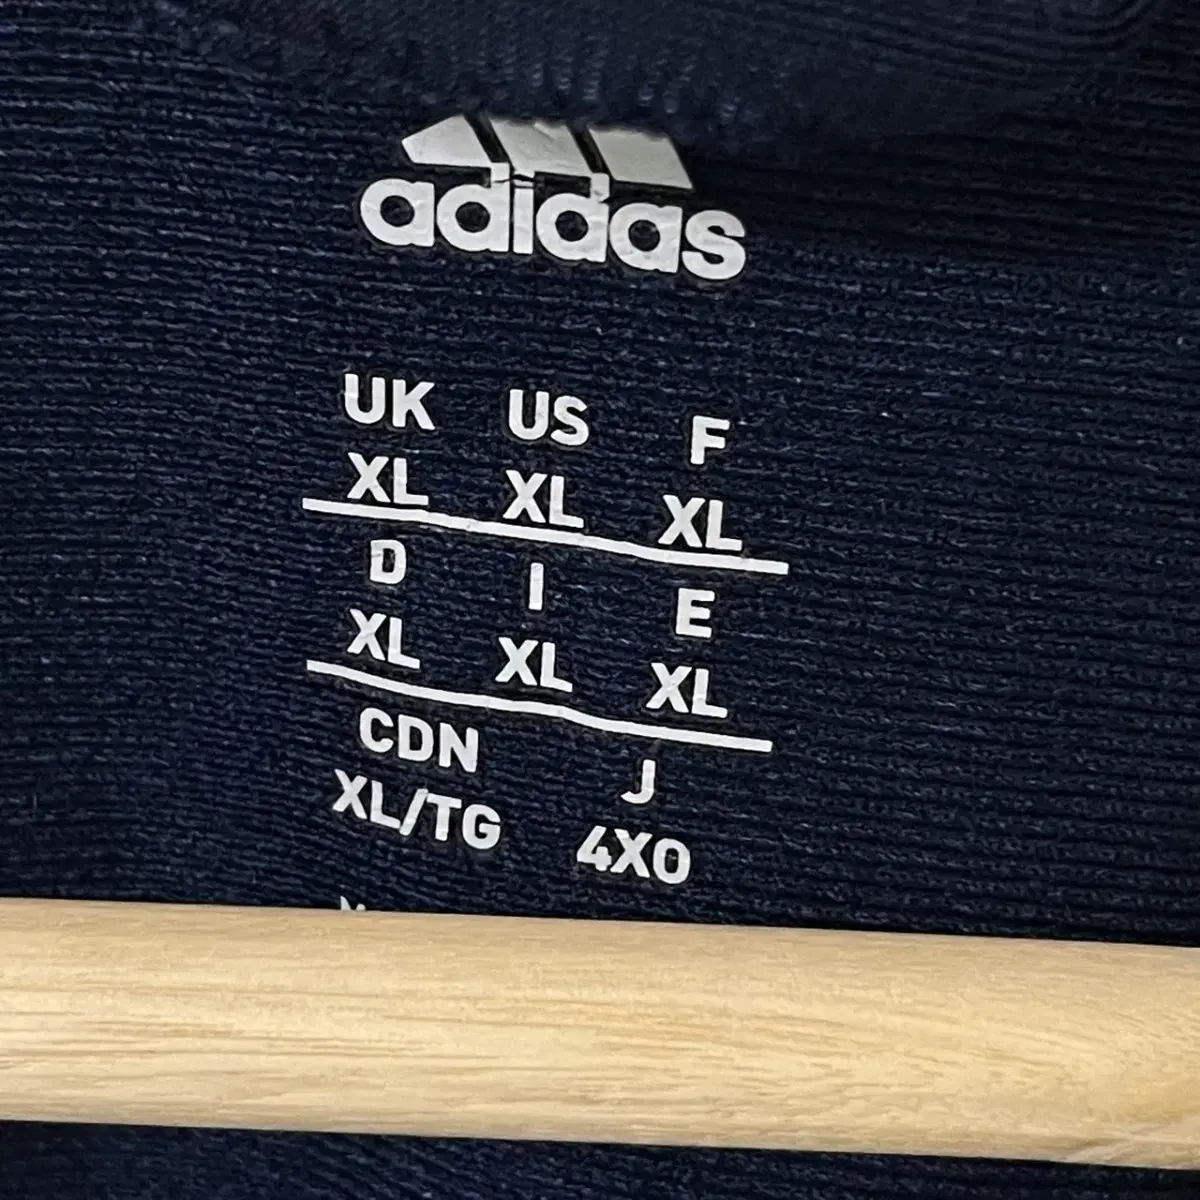 adidas
UK US F
XL XL XL
D I E
XL XL XL
CDN J
XL/TG 4XO